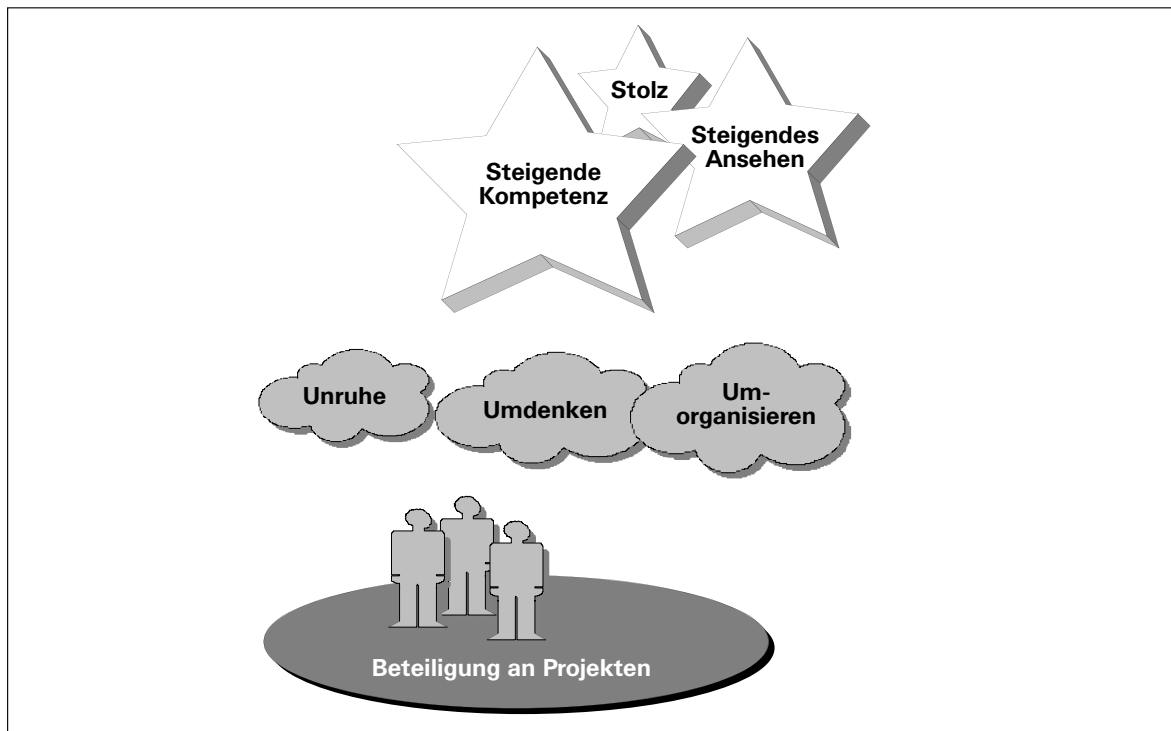 Stolz
Steigendes
Ansehen
Steigende
Kompetenz
Unruhe
Umdenken
Um-
organisieren
Beteiligung an Projekten